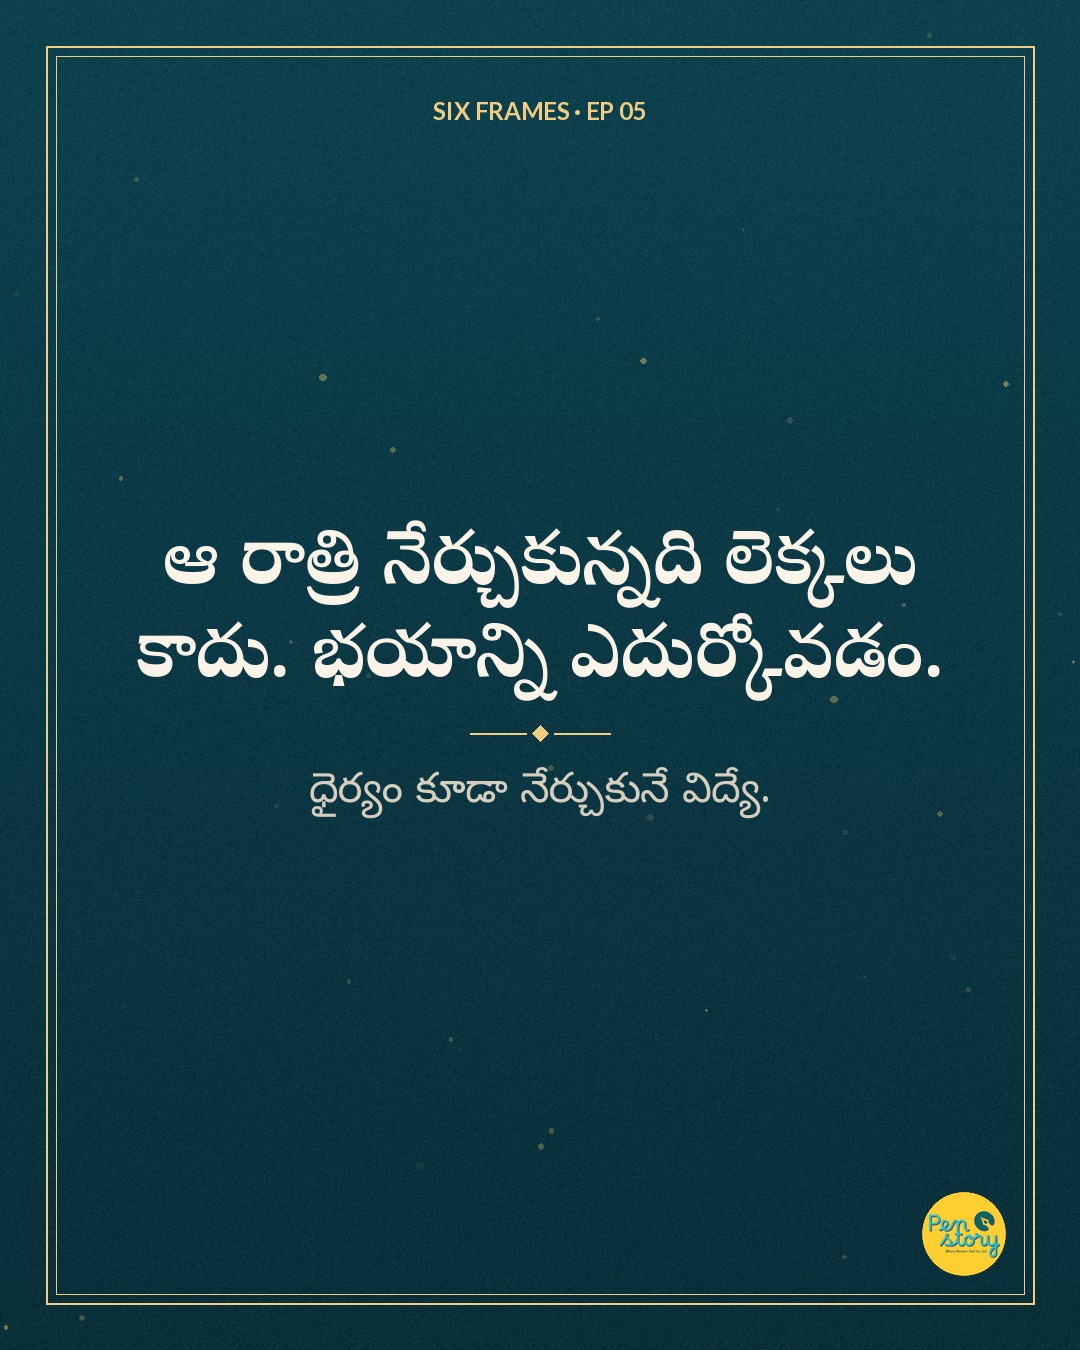 SIX FRAMES · EP 05
ఆ రాత్రి నేర్చుకున్నది లెక్కలు
కాదు. భయాన్ని ఎదుర్కోవడం.
ధైర్యం కూడా నేర్చుకునే విద్యే.
Pen
story